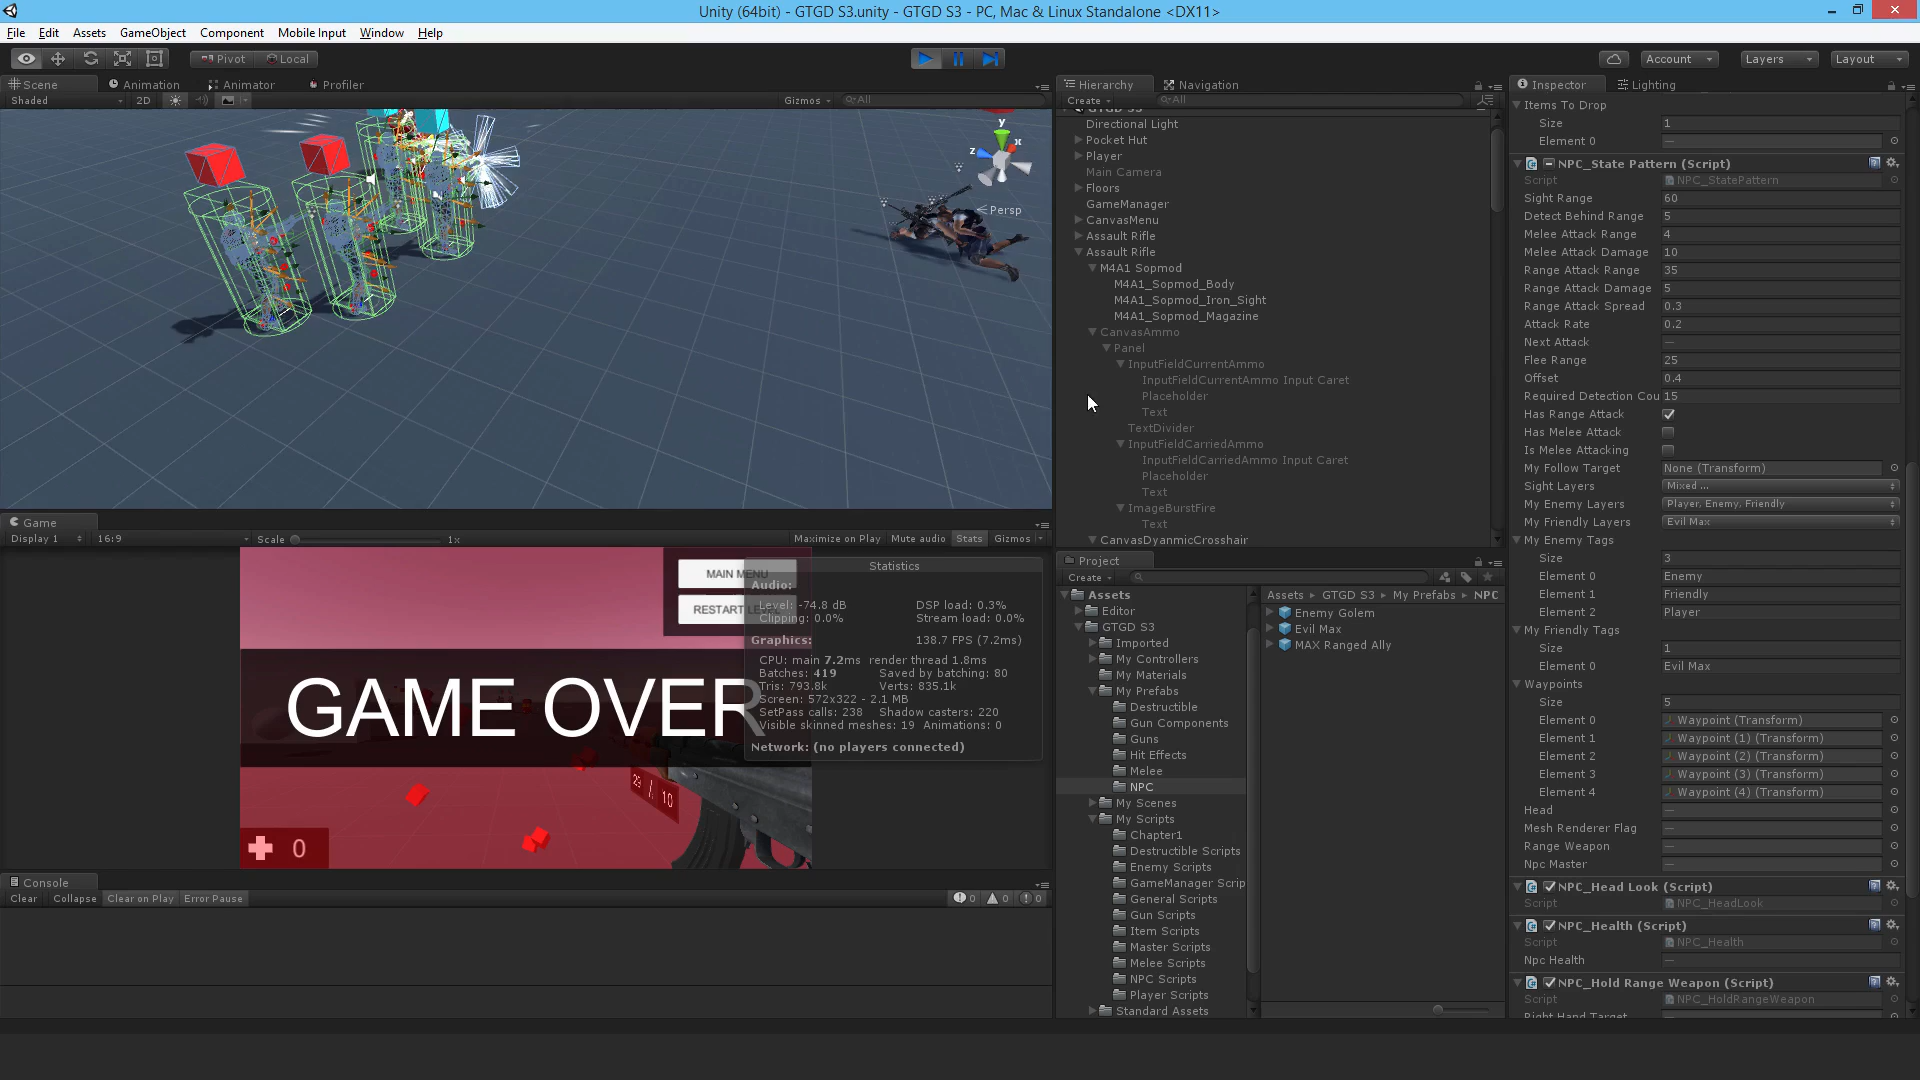 Unity (64bit) - GTGD S3.unity - GTGD S3 - PC, Mac & Linux Standalone <DX11>
File Edit Assets GameObject Component Mobile Input Window Help
Pivot Local Account Layers Layout
Scene Animation Animator Profiler
Shaded 2D Gizmos All
y
x
z
Persp
Game
Display 1 16:9 Scale 1x Maximize on Play Mute audio Stats Gizmos
MAIN MENU
RESTART LEVEL
GAME OVER
29 / 10
0
Statistics
Audio:
Level: -74.8 dB DSP load: 0.3%
Clipping: 0.0% Stream load: 0.0%
Graphics: 138.7 FPS (7.2ms)
CPU: main 7.2ms render thread 1.8ms
Batches: 419 Saved by batching: 80
Tris: 793.8k Verts: 835.1k
Screen: 572x322 - 2.1 MB
SetPass calls: 238 Shadow casters: 220
Visible skinned meshes: 19 Animations: 0
Network: (no players connected)
Console
Clear Collapse Clear on Play Error Pause 0 0 0
Hierarchy Navigation
Create All
GTGD S3
Directional Light
Pocket Hut
Player
Main Camera
Floors
GameManager
CanvasMenu
Assault Rifle
Assault Rifle
M4A1 Sopmod
M4A1_Sopmod_Body
M4A1_Sopmod_Iron_Sight
M4A1_Sopmod_Magazine
CanvasAmmo
Panel
InputFieldCurrentAmmo
InputFieldCurrentAmmo Input Caret
Placeholder
Text
TextDivider
InputFieldCarriedAmmo
InputFieldCarriedAmmo Input Caret
Placeholder
Text
ImageBurstFire
Text
CanvasDyanmicCrosshair
Project
Create
Assets
Editor
GTGD S3
Imported
My Controllers
My Materials
My Prefabs
Destructible
Gun Components
Guns
Hit Effects
Melee
NPC
My Scenes
My Scripts
Chapter1
Destructible Scripts
Enemy Scripts
GameManager Scrip
General Scripts
Gun Scripts
Item Scripts
Master Scripts
Melee Scripts
NPC Scripts
Player Scripts
Standard Assets
Assets GTGD S3 My Prefabs NPC
Enemy Golem
Evil Max
MAX Ranged Ally
Inspector Lighting
Items To Drop
Size 1
Element 0 —
NPC_State Pattern (Script)
Script NPC_StatePattern
Sight Range 60
Detect Behind Range 5
Melee Attack Range 4
Melee Attack Damage 10
Range Attack Range 35
Range Attack Damage 5
Range Attack Spread 0.3
Attack Rate 0.2
Next Attack —
Flee Range 25
Offset 0.4
Required Detection Cou 15
Has Range Attack
Has Melee Attack
Is Melee Attacking
My Follow Target None (Transform)
Sight Layers Mixed ...
My Enemy Layers Player, Enemy, Friendly
My Friendly Layers Evil Max
My Enemy Tags
Size 3
Element 0 Enemy
Element 1 Friendly
Element 2 Player
My Friendly Tags
Size 1
Element 0 Evil Max
Waypoints
Size 5
Element 0 Waypoint (Transform)
Element 1 Waypoint (1) (Transform)
Element 2 Waypoint (2) (Transform)
Element 3 Waypoint (3) (Transform)
Element 4 Waypoint (4) (Transform)
Head —
Mesh Renderer Flag —
Range Weapon —
Npc Master —
NPC_Head Look (Script)
Script NPC_HeadLook
NPC_Health (Script)
Script NPC_Health
Npc Health —
NPC_Hold Range Weapon (Script)
Script NPC_HoldRangeWeapon
Right Hand Target